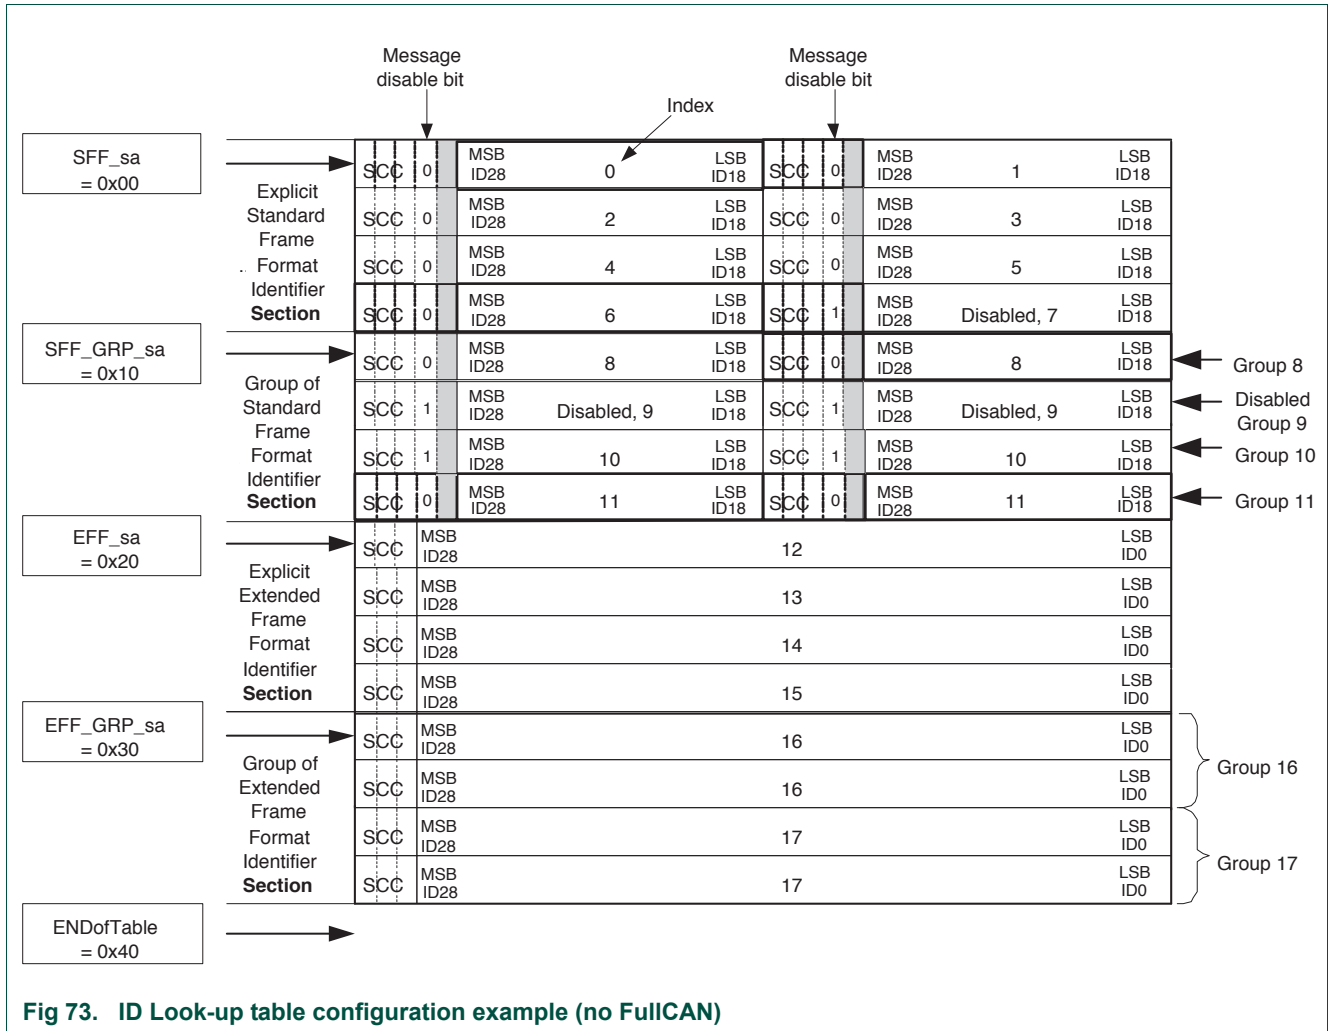 Message
disable bit
Message
disable bit
Index
SFF_sa
= 0x00
Explicit
Standard
Frame
.. Format
Identifier
Section
SCC 0 MSB ID28 0 LSB ID18 SCC 0 MSB ID28 1 LSB ID18
SCC 0 MSB ID28 2 LSB ID18 SCC 0 MSB ID28 3 LSB ID18
SCC 0 MSB ID28 4 LSB ID18 SCC 0 MSB ID28 5 LSB ID18
SCC 0 MSB ID28 6 LSB ID18 SCC 1 MSB ID28 Disabled, 7 LSB ID18
SFF_GRP_sa
= 0x10
Group of
Standard
Frame
Format
Identifier
Section
SCC 0 MSB ID28 8 LSB ID18 SCC 0 MSB ID28 8 LSB ID18
Group 8
SCC 1 MSB ID28 Disabled, 9 LSB ID18 SCC 1 MSB ID28 Disabled, 9 LSB ID18
Disabled
Group 9
SCC 1 MSB ID28 10 LSB ID18 SCC 1 MSB ID28 10 LSB ID18
Group 10
SCC 0 MSB ID28 11 LSB ID18 SCC 0 MSB ID28 11 LSB ID18
Group 11
EFF_sa
= 0x20
Explicit
Extended
Frame
Format
Identifier
Section
SCC MSB ID28 12 LSB ID0
SCC MSB ID28 13 LSB ID0
SCC MSB ID28 14 LSB ID0
SCC MSB ID28 15 LSB ID0
EFF_GRP_sa
= 0x30
Group of
Extended
Frame
Format
Identifier
Section
SCC MSB ID28 16 LSB ID0
SCC MSB ID28 16 LSB ID0
Group 16
SCC MSB ID28 17 LSB ID0
SCC MSB ID28 17 LSB ID0
Group 17
ENDofTable
= 0x40
Fig 73. ID Look-up table configuration example (no FullCAN)